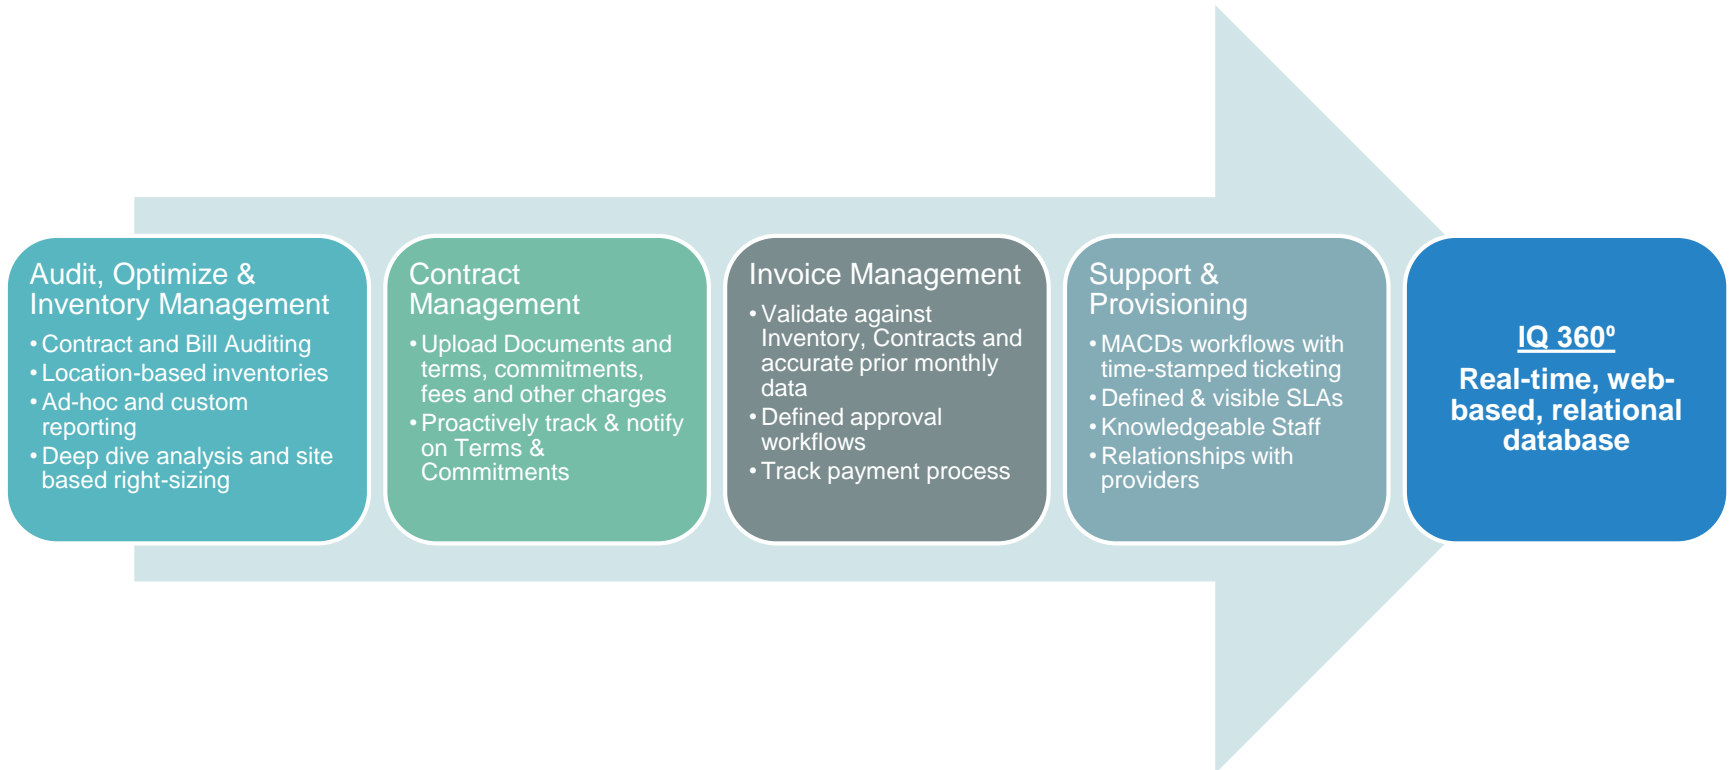 Audit, Optimize &
Inventory Management
• Contract and Bill Auditing
• Location-based inventories
• Ad-hoc and custom
reporting
• Deep dive analysis and site
based right-sizing
Contract
Management
• Upload Documents and
terms, commitments,
fees and other charges
• Proactively track & notify
on Terms &
Commitments
Invoice Management
• Validate against
Inventory, Contracts and
accurate prior monthly
data
• Defined approval
workflows
• Track payment process
Support &
Provisioning
• MACDs workflows with
time-stamped ticketing
• Defined & visible SLAs
• Knowledgeable Staff
• Relationships with
providers
IQ 360º
Real-time, web-
based, relational
database